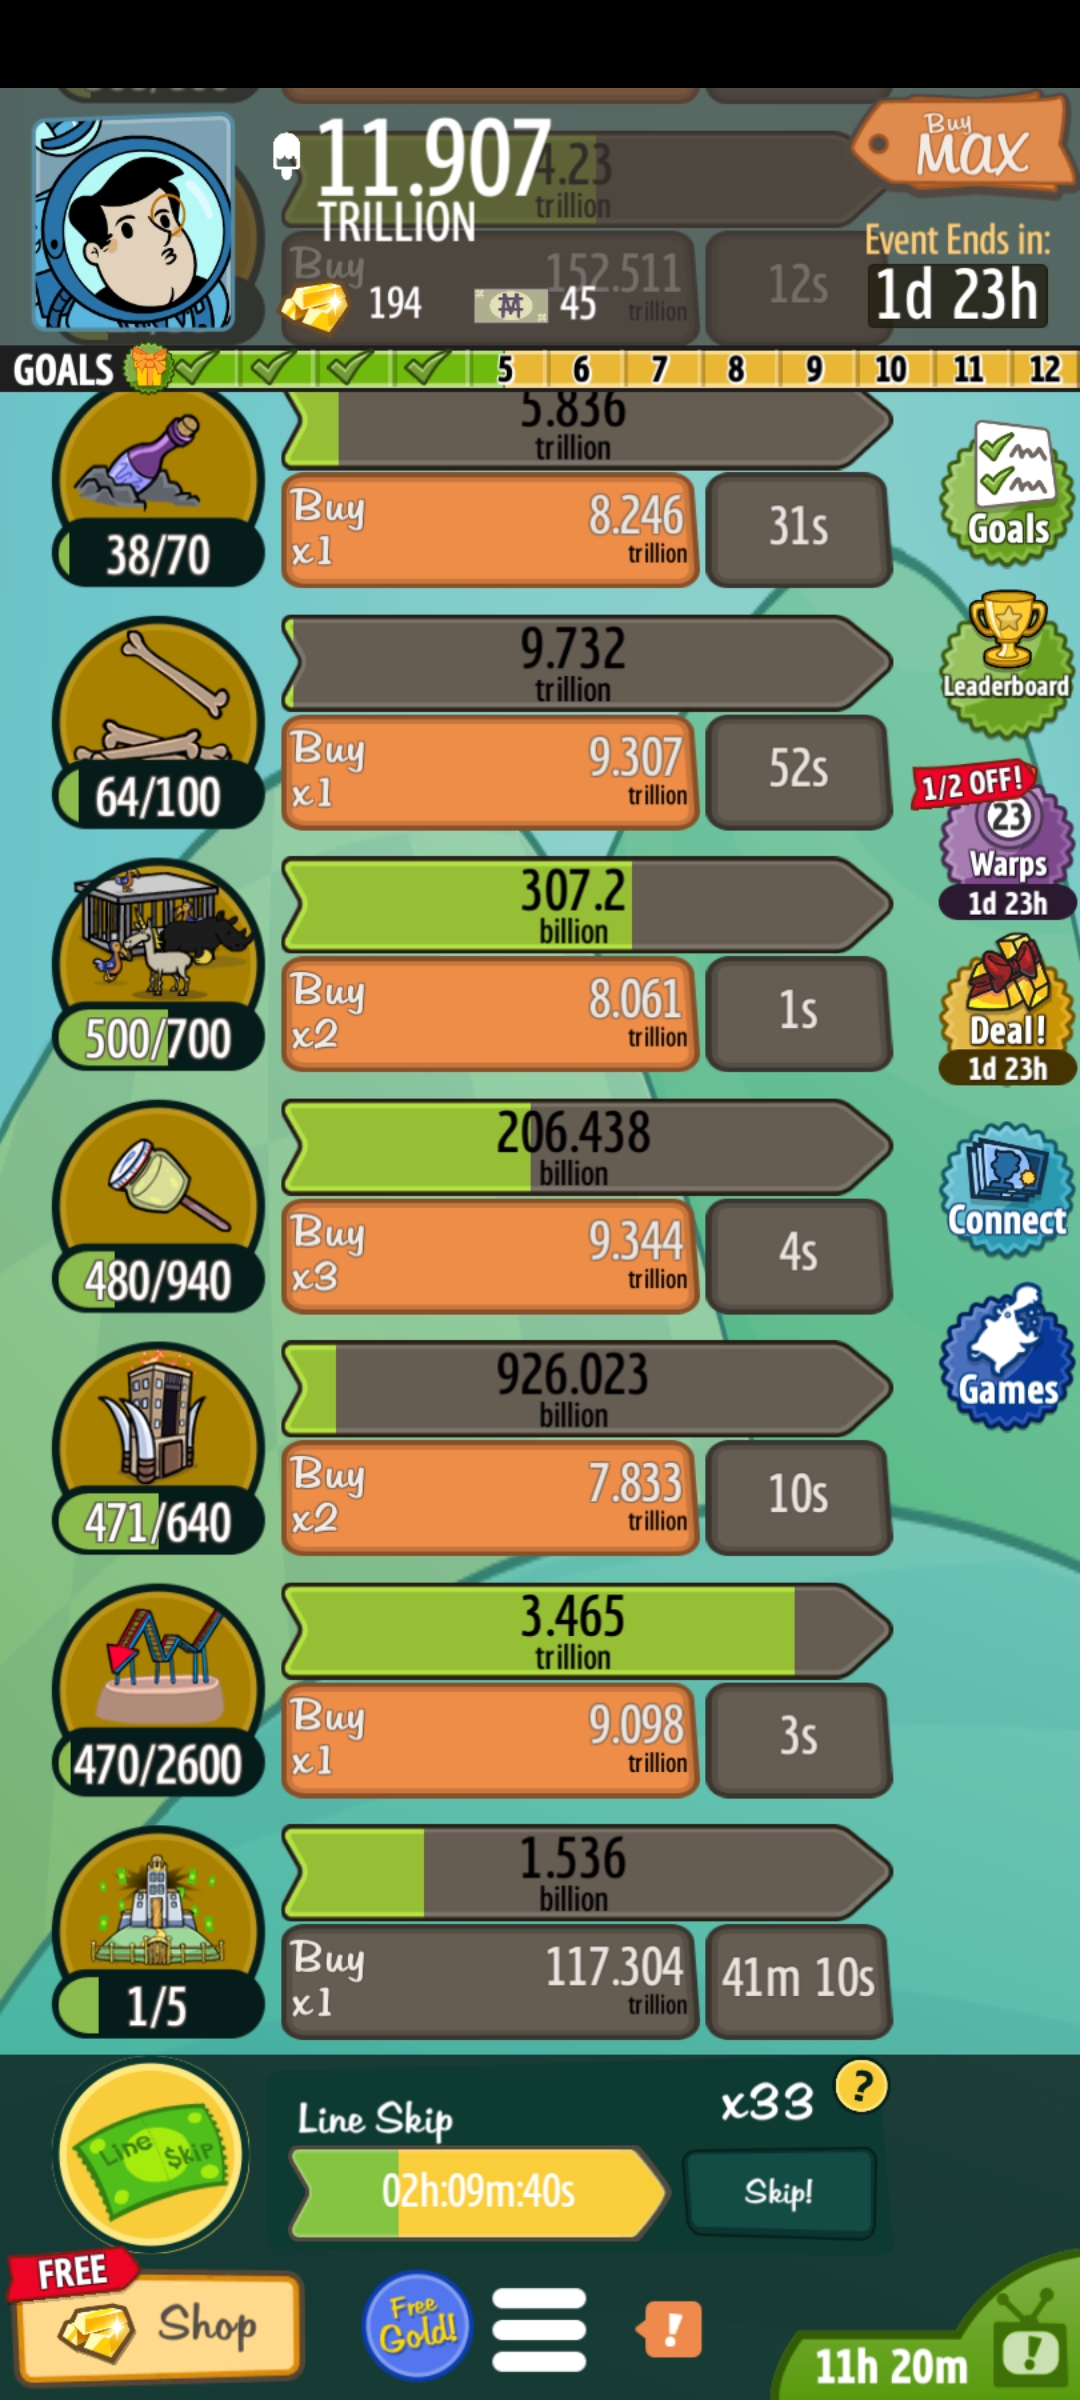 11.907
TRILLION
4.23
trillion
Buy
MAX
Buy
152.511
trillion
12s
194
45
Event Ends in:
1d 23h
GOALS
5 6 7 8 9 10 11 12
5.836
trillion
Buy
x1
8.246
trillion
31s
38/70
Goals
9.732
trillion
Buy
x1
9.307
trillion
52s
64/100
Leaderboard
1/2 OFF!
23
Warps
1d 23h
307.2
billion
Buy
x2
8.061
trillion
1s
500/700
Deal!
1d 23h
206.438
billion
Buy
x3
9.344
trillion
4s
480/940
Connect
926.023
billion
Buy
x2
7.833
trillion
10s
471/640
Games
3.465
trillion
Buy
x1
9.098
trillion
3s
470/2600
1.536
billion
Buy
x1
117.304
trillion
41m 10s
1/5
Line $kip
Line Skip
x33
?
02h:09m:40s
Skip!
FREE
Shop
Free
Gold!
!
11h 20m
!